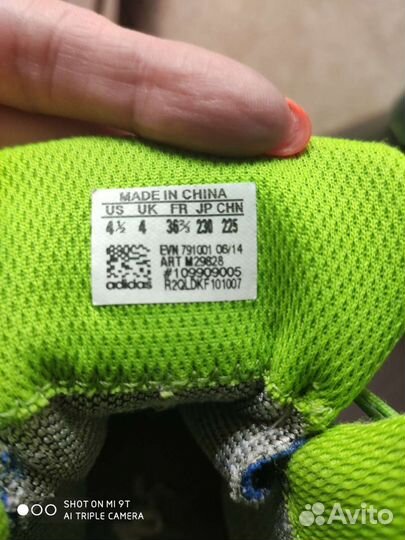 MADE IN CHINA
US UK FR JP CHN
4½ 4 36⅔ 230 225
EVN 791001 06/14
ART M29828
#109909005
adidas R2QLDKF101007
SHOT ON MI 9T
AI TRIPLE CAMERA
Avito